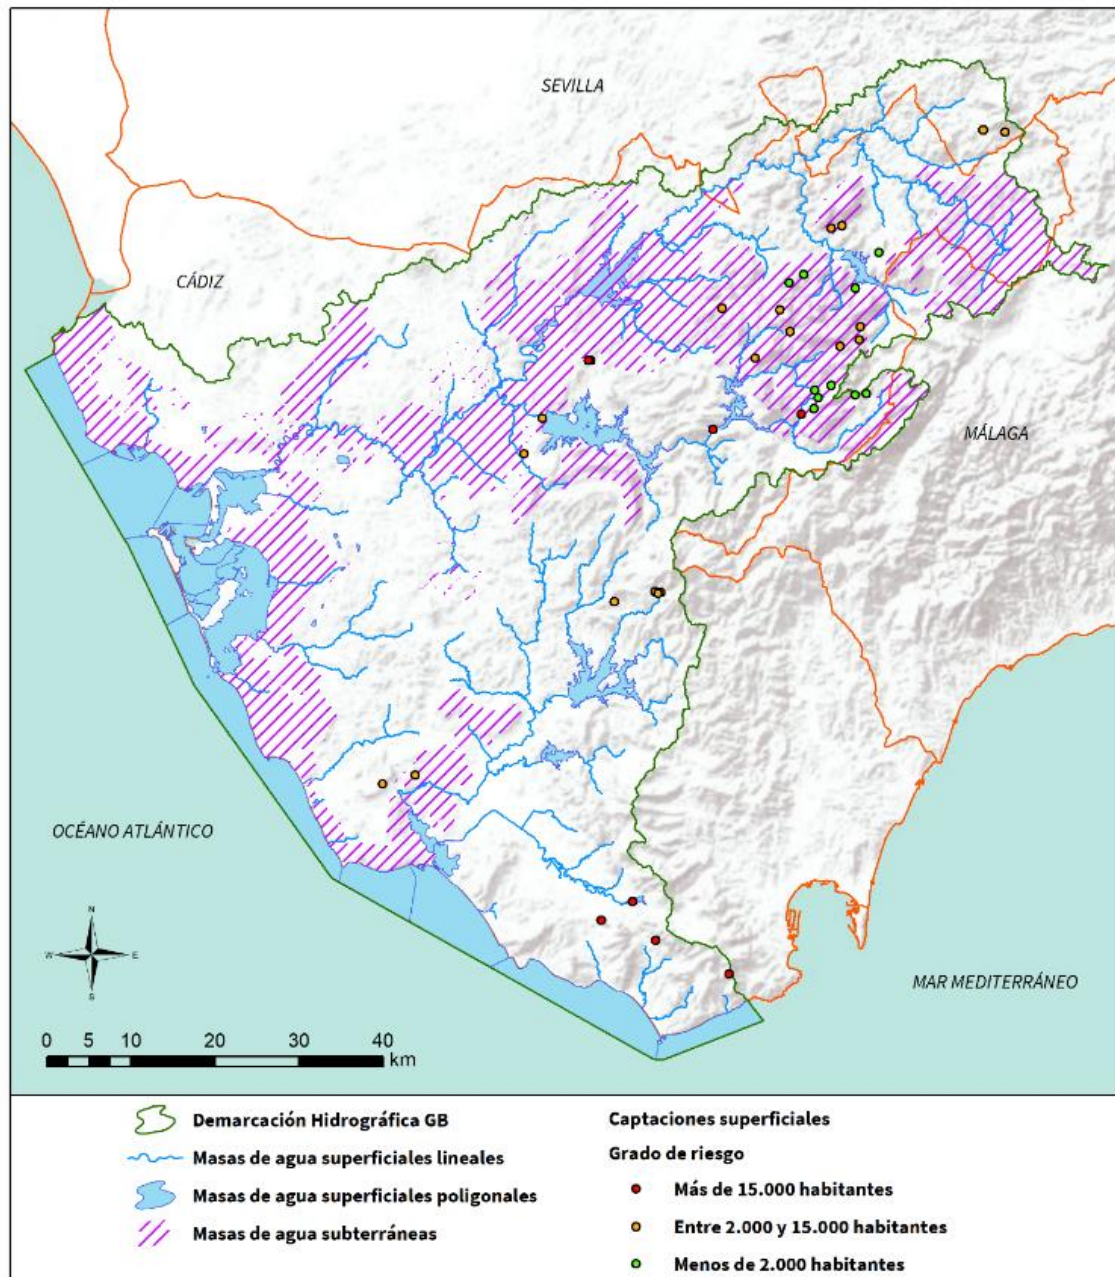 SEVILLA
CÁDIZ
MÁLAGA
OCÉANO ATLÁNTICO
N
W E
S
MAR MEDITERRÁNEO
0 5 10 20 30 40
km
Demarcación Hidrográfica GB
Masas de agua superficiales lineales
Masas de agua superficiales poligonales
Masas de agua subterráneas
Captaciones superficiales
Grado de riesgo
Más de 15.000 habitantes
Entre 2.000 y 15.000 habitantes
Menos de 2.000 habitantes